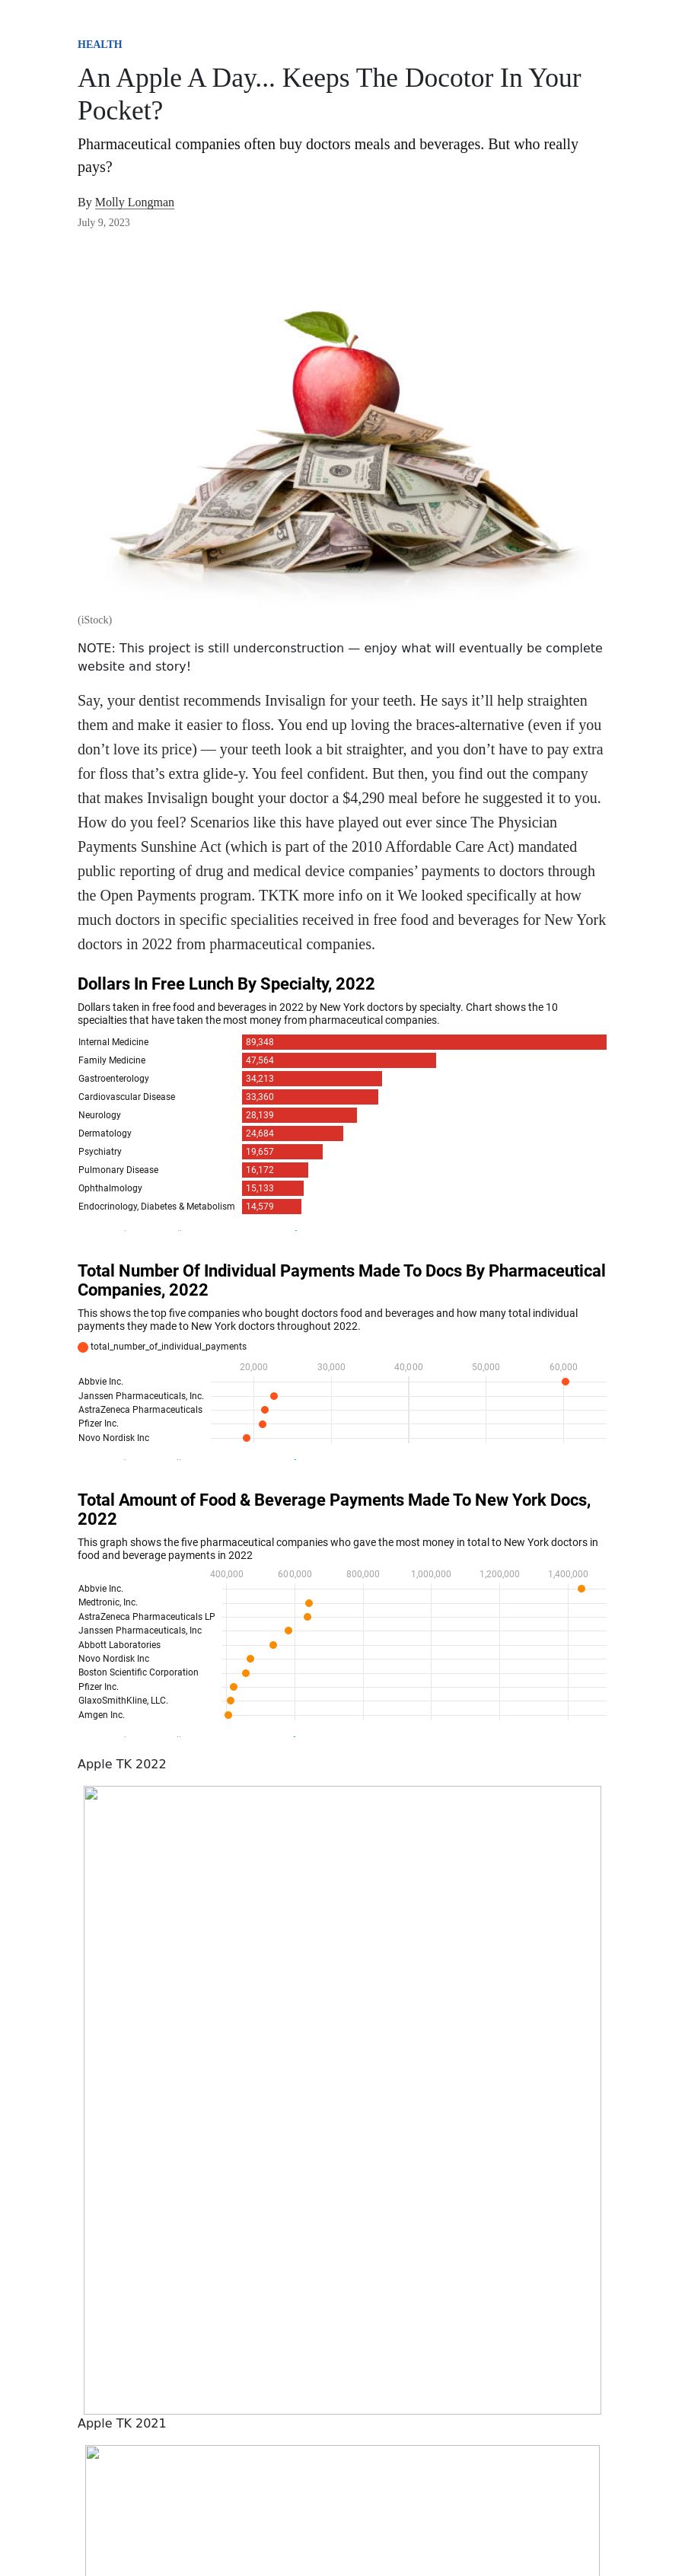 HEALTH
An Apple A Day... Keeps The Docotor In Your
Pocket?
Pharmaceutical companies often buy doctors meals and beverages. But who really
pays?
By Molly Longman
July 9, 2023
(iStock)
NOTE: This project is still underconstruction — enjoy what will eventually be complete
website and story!
Say, your dentist recommends Invisalign for your teeth. He says it’ll help straighten
them and make it easier to floss. You end up loving the braces-alternative (even if you
don’t love its price) — your teeth look a bit straighter, and you don’t have to pay extra
for floss that’s extra glide-y. You feel confident. But then, you find out the company
that makes Invisalign bought your doctor a $4,290 meal before he suggested it to you.
How do you feel? Scenarios like this have played out ever since The Physician
Payments Sunshine Act (which is part of the 2010 Affordable Care Act) mandated
public reporting of drug and medical device companies’ payments to doctors through
the Open Payments program. TKTK more info on it We looked specifically at how
much doctors in specific specialities received in free food and beverages for New York
doctors in 2022 from pharmaceutical companies.
Dollars In Free Lunch By Specialty, 2022
Dollars taken in free food and beverages in 2022 by New York doctors by specialty. Chart shows the 10
specialties that have taken the most money from pharmaceutical companies.
Internal Medicine 89,348
Family Medicine 47,564
Gastroenterology 34,213
Cardiovascular Disease 33,360
Neurology 28,139
Dermatology 24,684
Psychiatry 19,657
Pulmonary Disease 16,172
Ophthalmology 15,133
Endocrinology, Diabetes & Metabolism 14,579
Total Number Of Individual Payments Made To Docs By Pharmaceutical
Companies, 2022
This shows the top five companies who bought doctors food and beverages and how many total individual
payments they made to New York doctors throughout 2022.
total_number_of_individual_payments
20,000 30,000 40,000 50,000 60,000
Abbvie Inc.
Janssen Pharmaceuticals, Inc.
AstraZeneca Pharmaceuticals
Pfizer Inc.
Novo Nordisk Inc
Total Amount of Food & Beverage Payments Made To New York Docs,
2022
This graph shows the five pharmaceutical companies who gave the most money in total to New York doctors in
food and beverage payments in 2022
400,000 600,000 800,000 1,000,000 1,200,000 1,400,000
Abbvie Inc.
Medtronic, Inc.
AstraZeneca Pharmaceuticals LP
Janssen Pharmaceuticals, Inc
Abbott Laboratories
Novo Nordisk Inc
Boston Scientific Corporation
Pfizer Inc.
GlaxoSmithKline, LLC.
Amgen Inc.
Apple TK 2022
Apple TK 2021